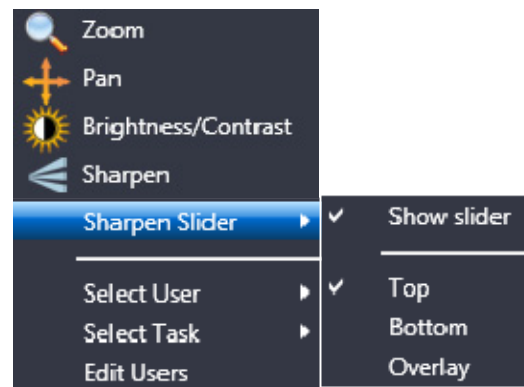 Zoom
Pan
Brightness/Contrast
Sharpen
Sharpen Slider
Select User
Select Task
Edit Users
Show slider
Top
Bottom
Overlay